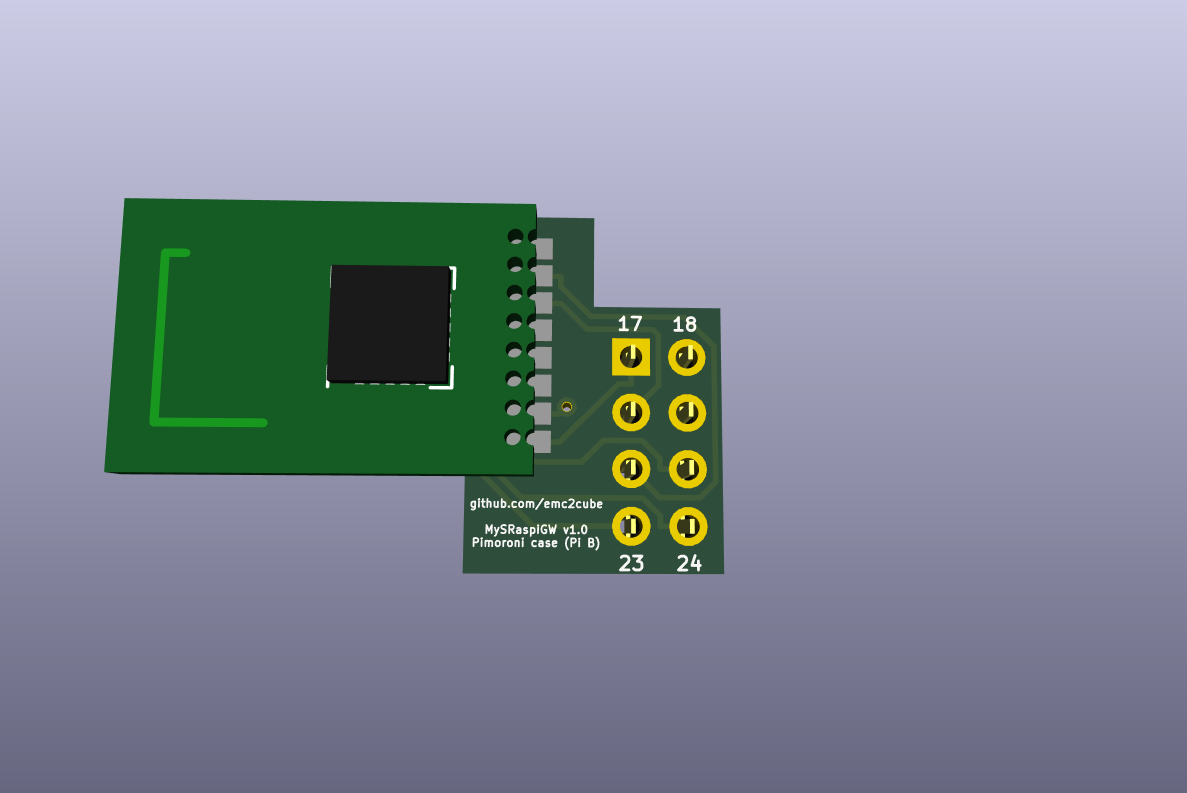 17 18
github.com/emc2cube
MySRaspiGW v1.0
Pimoroni case (Pi B)
23 24